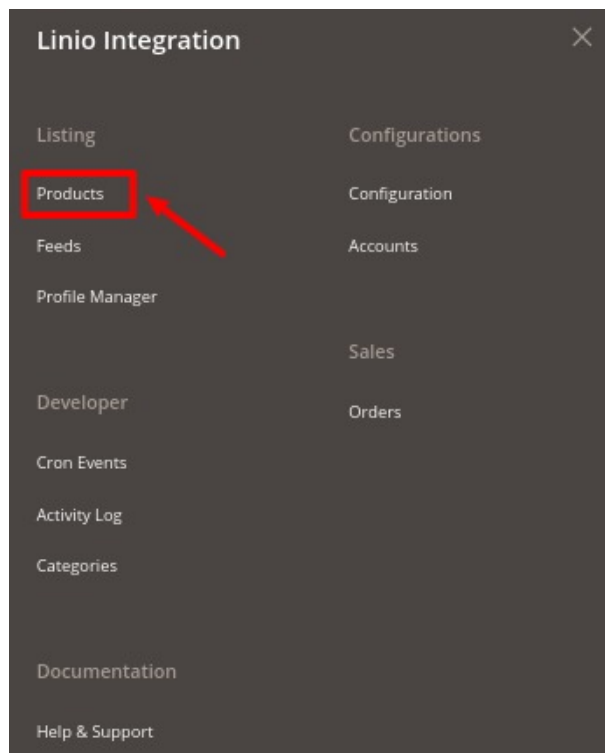 Linio Integration
Listing
Products
Feeds
Profile Manager
Developer
Cron Events
Activity Log
Categories
Documentation
Help & Support
Configurations
Configuration
Accounts
Sales
Orders